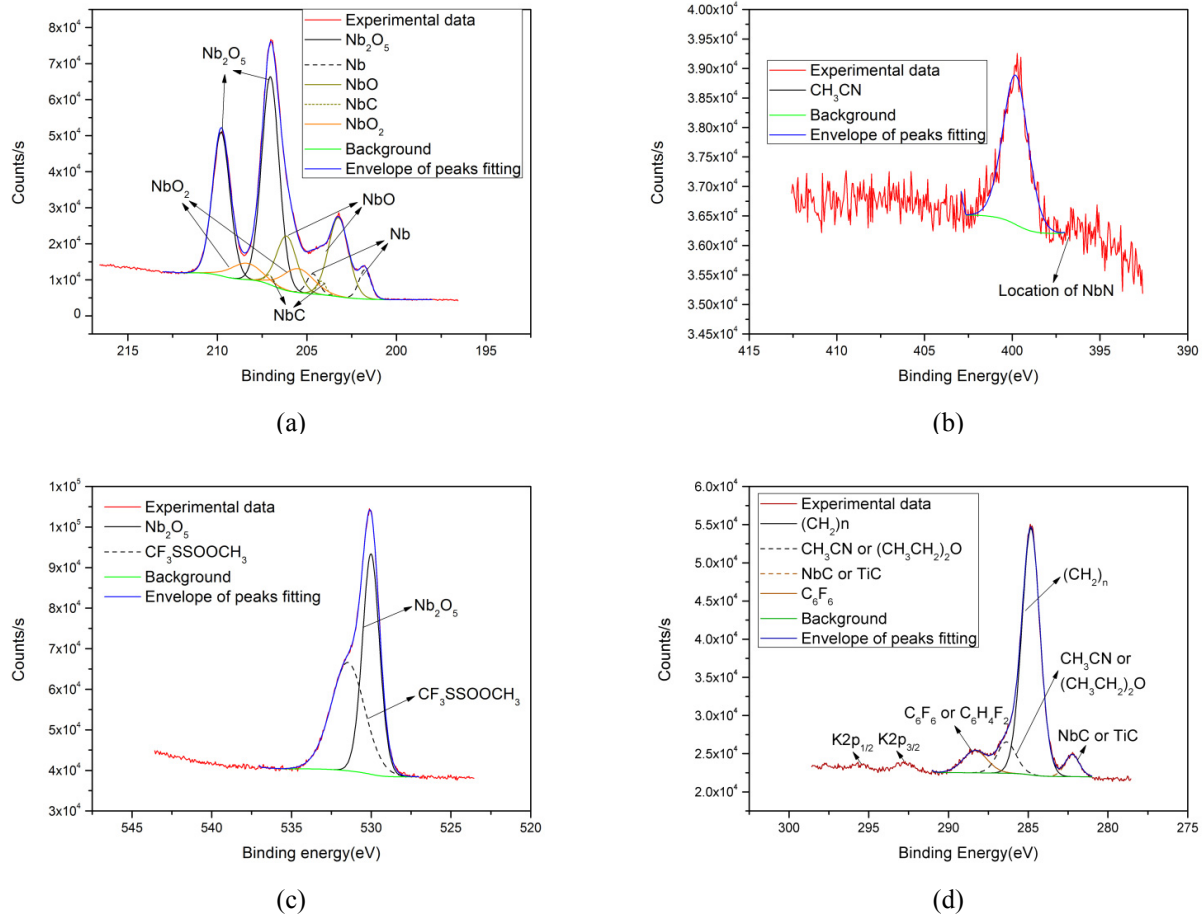 Experimental data
Nb₂O₅
Nb
NbO
NbC
NbO₂
Background
Envelope of peaks fitting
Nb₂O₅
NbO₂
NbO
Nb
NbC
8x10⁴
7x10⁴
6x10⁴
5x10⁴
4x10⁴
3x10⁴
2x10⁴
1x10⁴
0
Counts/s
215 210 205 200 195
Binding Energy(eV)
(a)
Experimental data
CH₃CN
Background
Envelope of peaks fitting
Location of NbN
4.00x10⁴
3.95x10⁴
3.90x10⁴
3.85x10⁴
3.80x10⁴
3.75x10⁴
3.70x10⁴
3.65x10⁴
3.60x10⁴
3.55x10⁴
3.50x10⁴
3.45x10⁴
Counts/s
415 410 405 400 395 390
Binding Energy(eV)
(b)
Experimental data
Nb₂O₅
CF₃SSOOCH₃
Background
Envelope of peaks fitting
Nb₂O₅
CF₃SSOOCH₃
1x10⁵
1x10⁵
9x10⁴
8x10⁴
7x10⁴
6x10⁴
5x10⁴
4x10⁴
3x10⁴
Counts/s
545 540 535 530 525 520
Binding energy(eV)
(c)
Experimental data
(CH₂)n
CH₃CN or (CH₃CH₂)₂O
NbC or TiC
C₆F₆
Background
Envelope of peaks fitting
(CH₂)ₙ
CH₃CN or
(CH₃CH₂)₂O
C₆F₆ or C₆H₄F₂
NbC or TiC
K2p₁/₂
K2p₃/₂
6.0x10⁴
5.5x10⁴
5.0x10⁴
4.5x10⁴
4.0x10⁴
3.5x10⁴
3.0x10⁴
2.5x10⁴
2.0x10⁴
Counts/s
300 295 290 285 280 275
Binding Energy(eV)
(d)